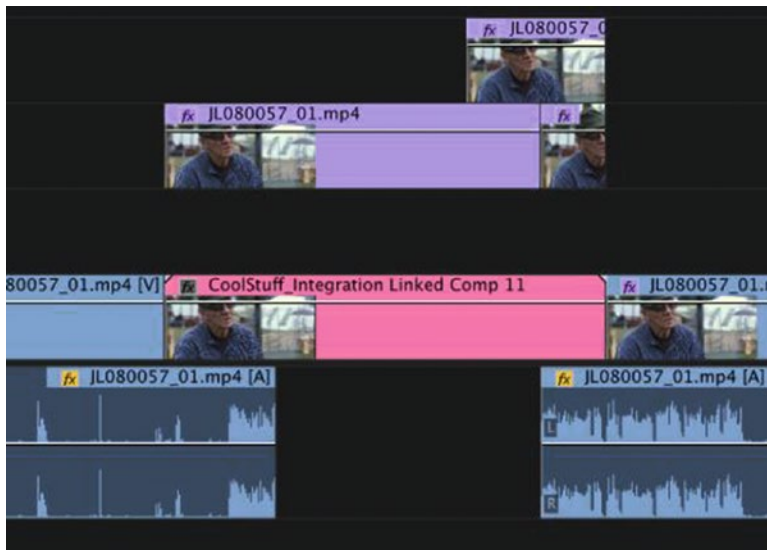 fx JL080057_0
fx JL080057_01.mp4
fx
80057_01.mp4 [V]
fx CoolStuff_Integration Linked Comp 11
fx JL080057_01.
fx JL080057_01.mp4 [A]
fx JL080057_01.mp4 [A]
L
R